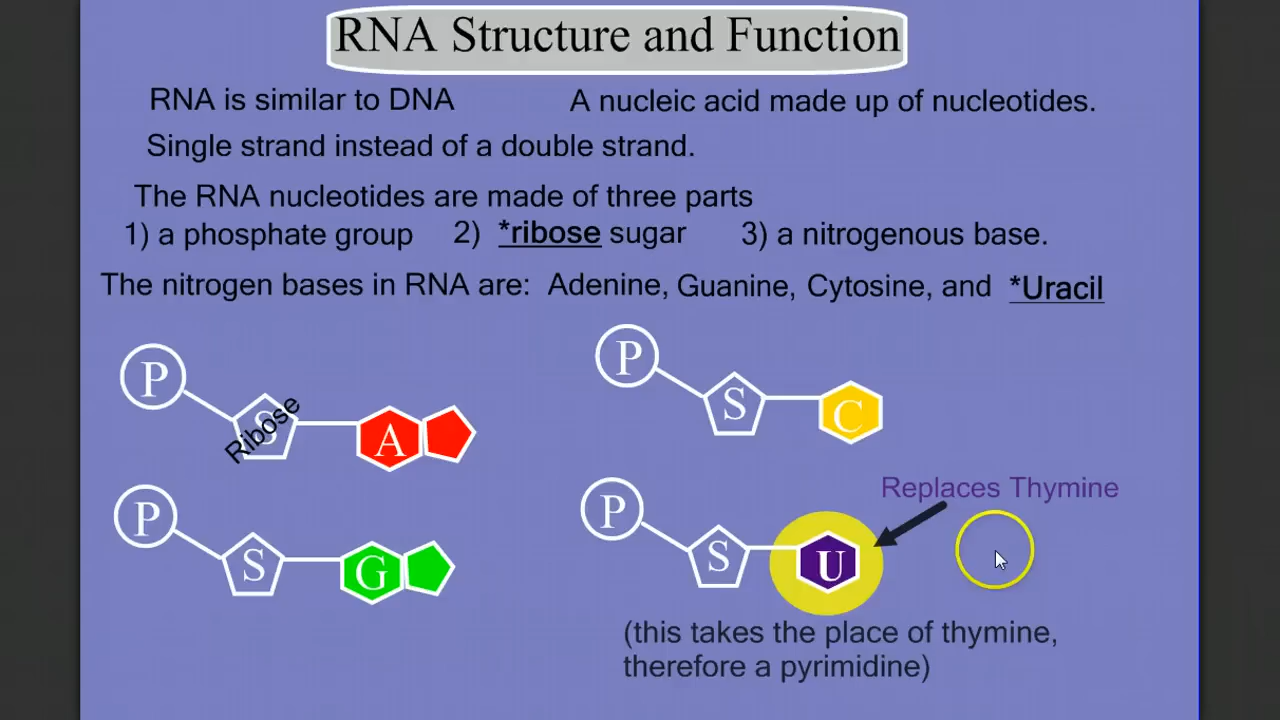 RNA Structure and Function
RNA is similar to DNA
A nucleic acid made up of nucleotides.
Single strand instead of a double strand.
The RNA nucleotides are made of three parts
1) a phosphate group 2) *ribose sugar 3) a nitrogenous base.
The nitrogen bases in RNA are: Adenine, Guanine, Cytosine, and *Uracil
P
S
Ribose
A
P
S
C
P
S
G
P
S
U
Replaces Thymine
(this takes the place of thymine,
therefore a pyrimidine)